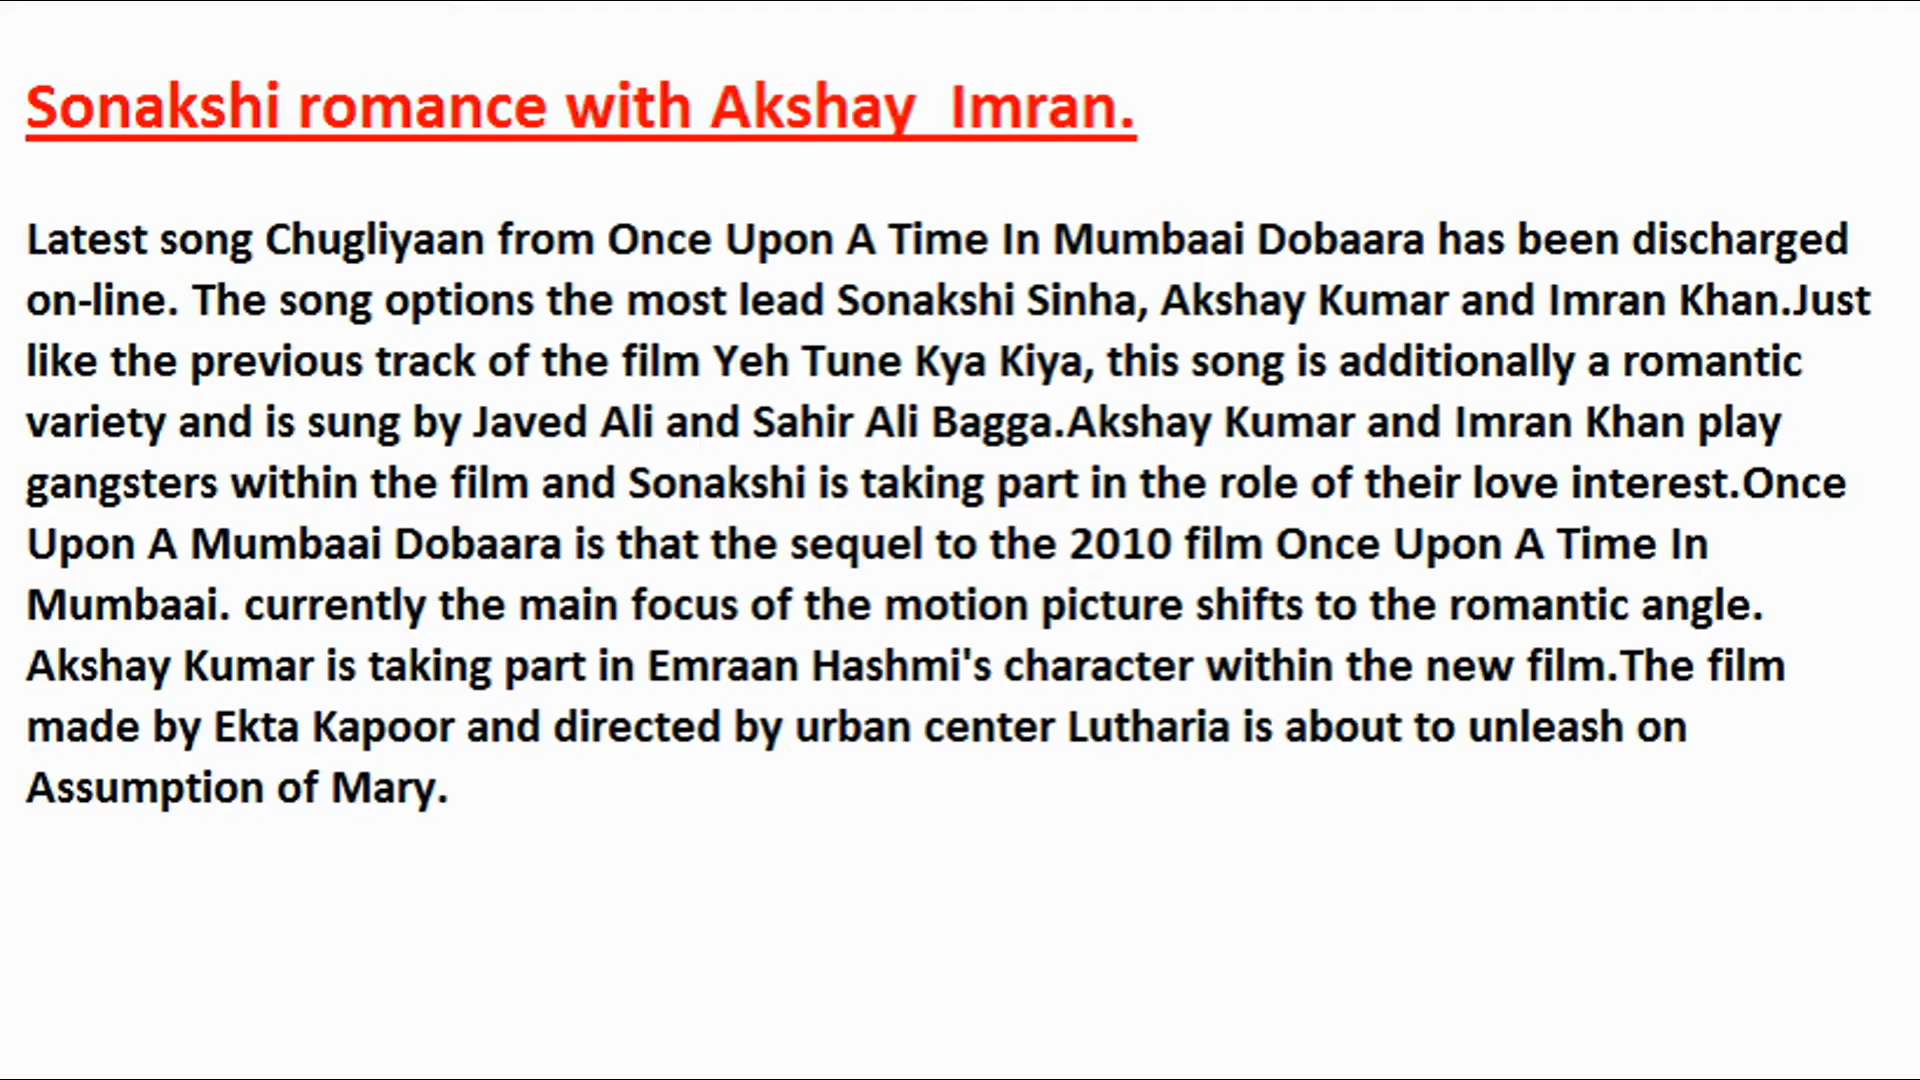 Sonakshi romance with Akshay  Imran.
Latest song Chugliyaan from Once Upon A Time In Mumbaai Dobaara has been discharged
on-line. The song options the most lead Sonakshi Sinha, Akshay Kumar and Imran Khan.Just
like the previous track of the film Yeh Tune Kya Kiya, this song is additionally a romantic
variety and is sung by Javed Ali and Sahir Ali Bagga.Akshay Kumar and Imran Khan play
gangsters within the film and Sonakshi is taking part in the role of their love interest.Once
Upon A Mumbaai Dobaara is that the sequel to the 2010 film Once Upon A Time In
Mumbaai. currently the main focus of the motion picture shifts to the romantic angle.
Akshay Kumar is taking part in Emraan Hashmi's character within the new film.The film
made by Ekta Kapoor and directed by urban center Lutharia is about to unleash on
Assumption of Mary.